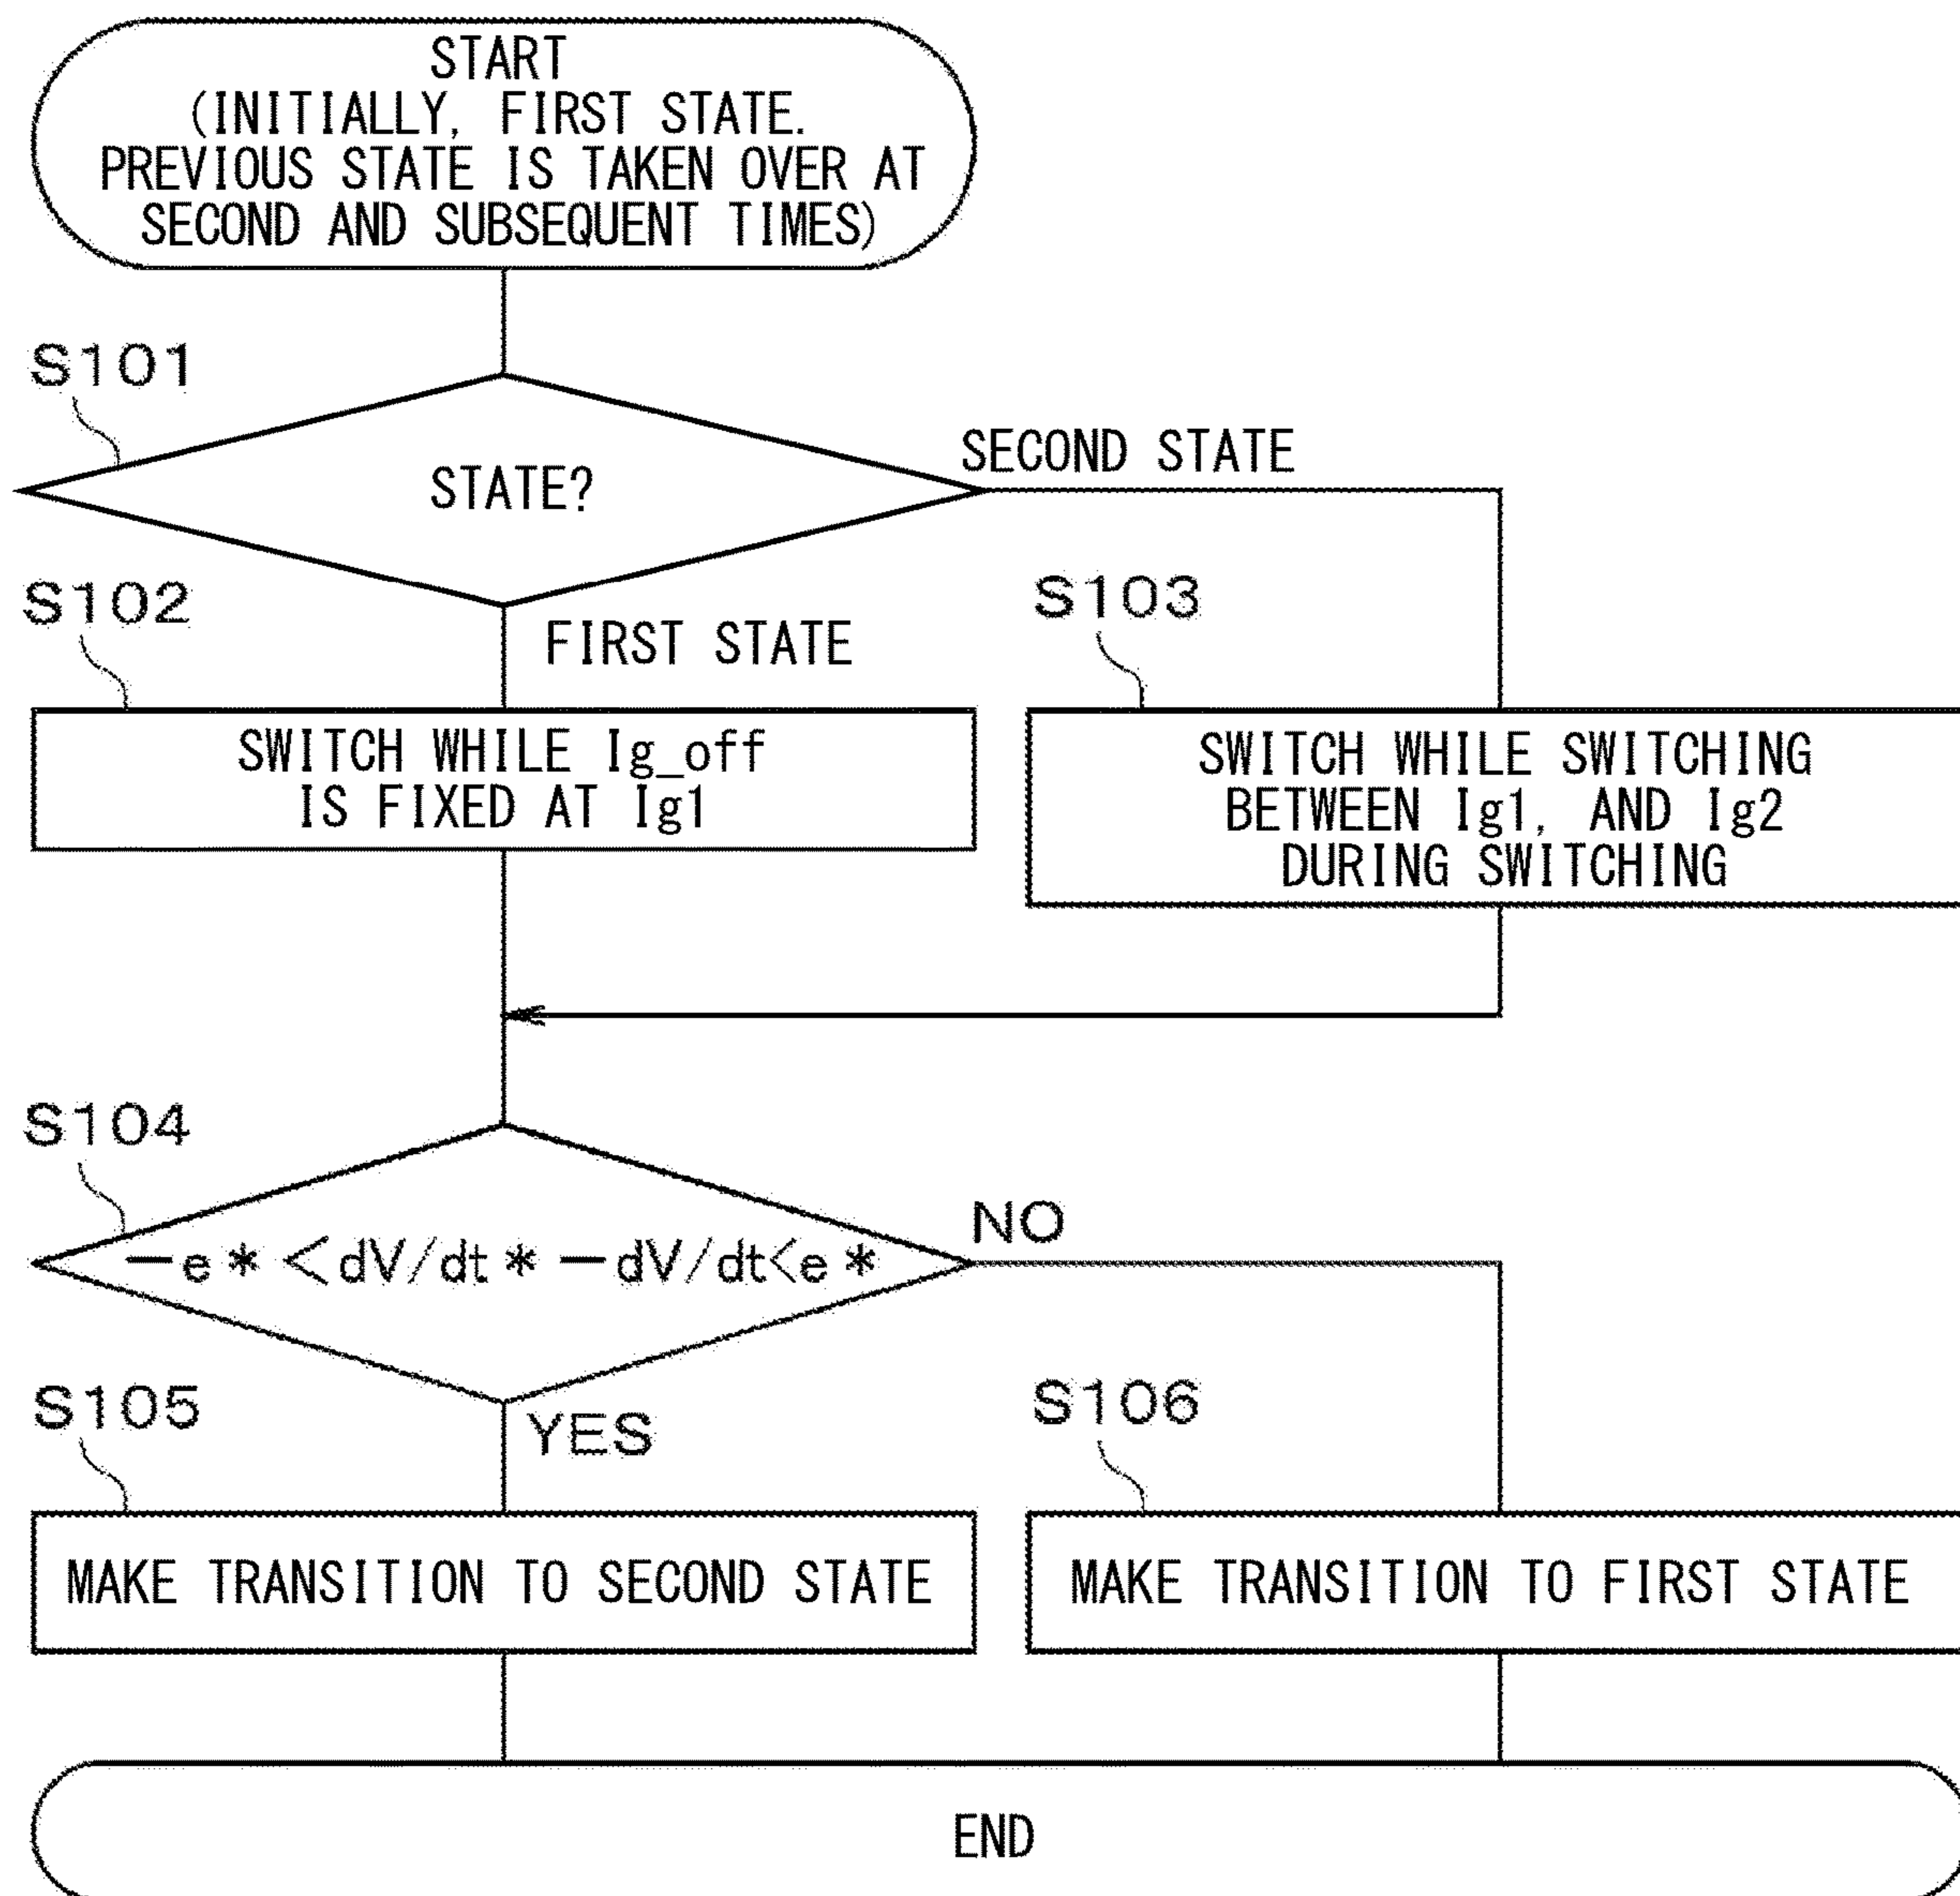 START
(INITIALLY, FIRST STATE.
PREVIOUS STATE IS TAKEN OVER AT
SECOND AND SUBSEQUENT TIMES)
S101
STATE?
SECOND STATE
S102
FIRST STATE
S103
SWITCH WHILE Ig_off
IS FIXED AT Ig1
SWITCH WHILE SWITCHING
BETWEEN Ig1, AND Ig2
DURING SWITCHING
S104
-e* <dV/dt* -dV/dt<e*
NO
S105
YES
S106
MAKE TRANSITION TO SECOND STATE
MAKE TRANSITION TO FIRST STATE
END